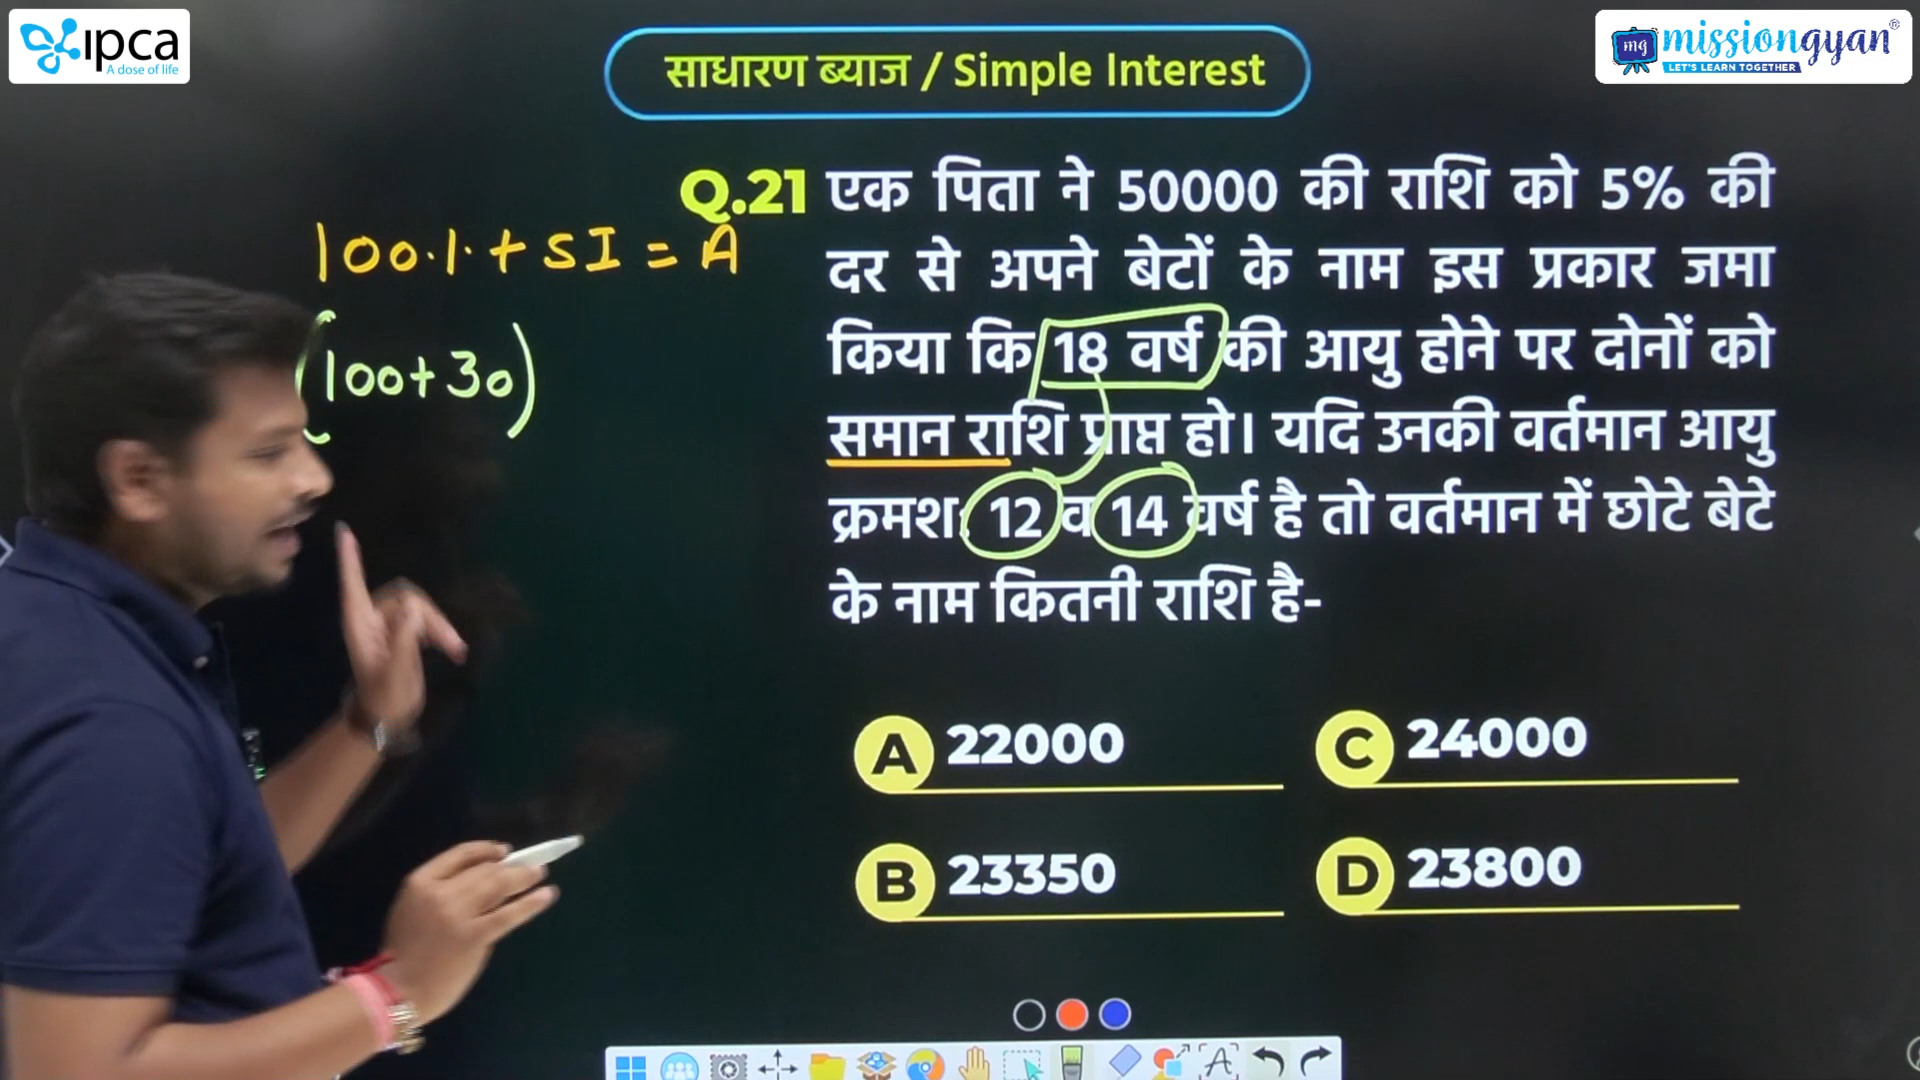 ıpca
A dose of life
साधारण ब्याज / Simple Interest
mg missiongyan®
LET'S LEARN TOGETHER
Q.21 एक पिता ने 50000 की राशि को 5% की
दर से अपने बेटों के नाम इस प्रकार जमा
किया कि 18 वर्ष की आयु होने पर दोनों को
समान राशि प्राप्त हो। यदि उनकी वर्तमान आयु
क्रमश: 12 व 14 वर्ष है तो वर्तमान में छोटे बेटे
के नाम कितनी राशि है-
100·1·+ SI = A
(100+30)
A 22000
C 24000
B 23350
D 23800